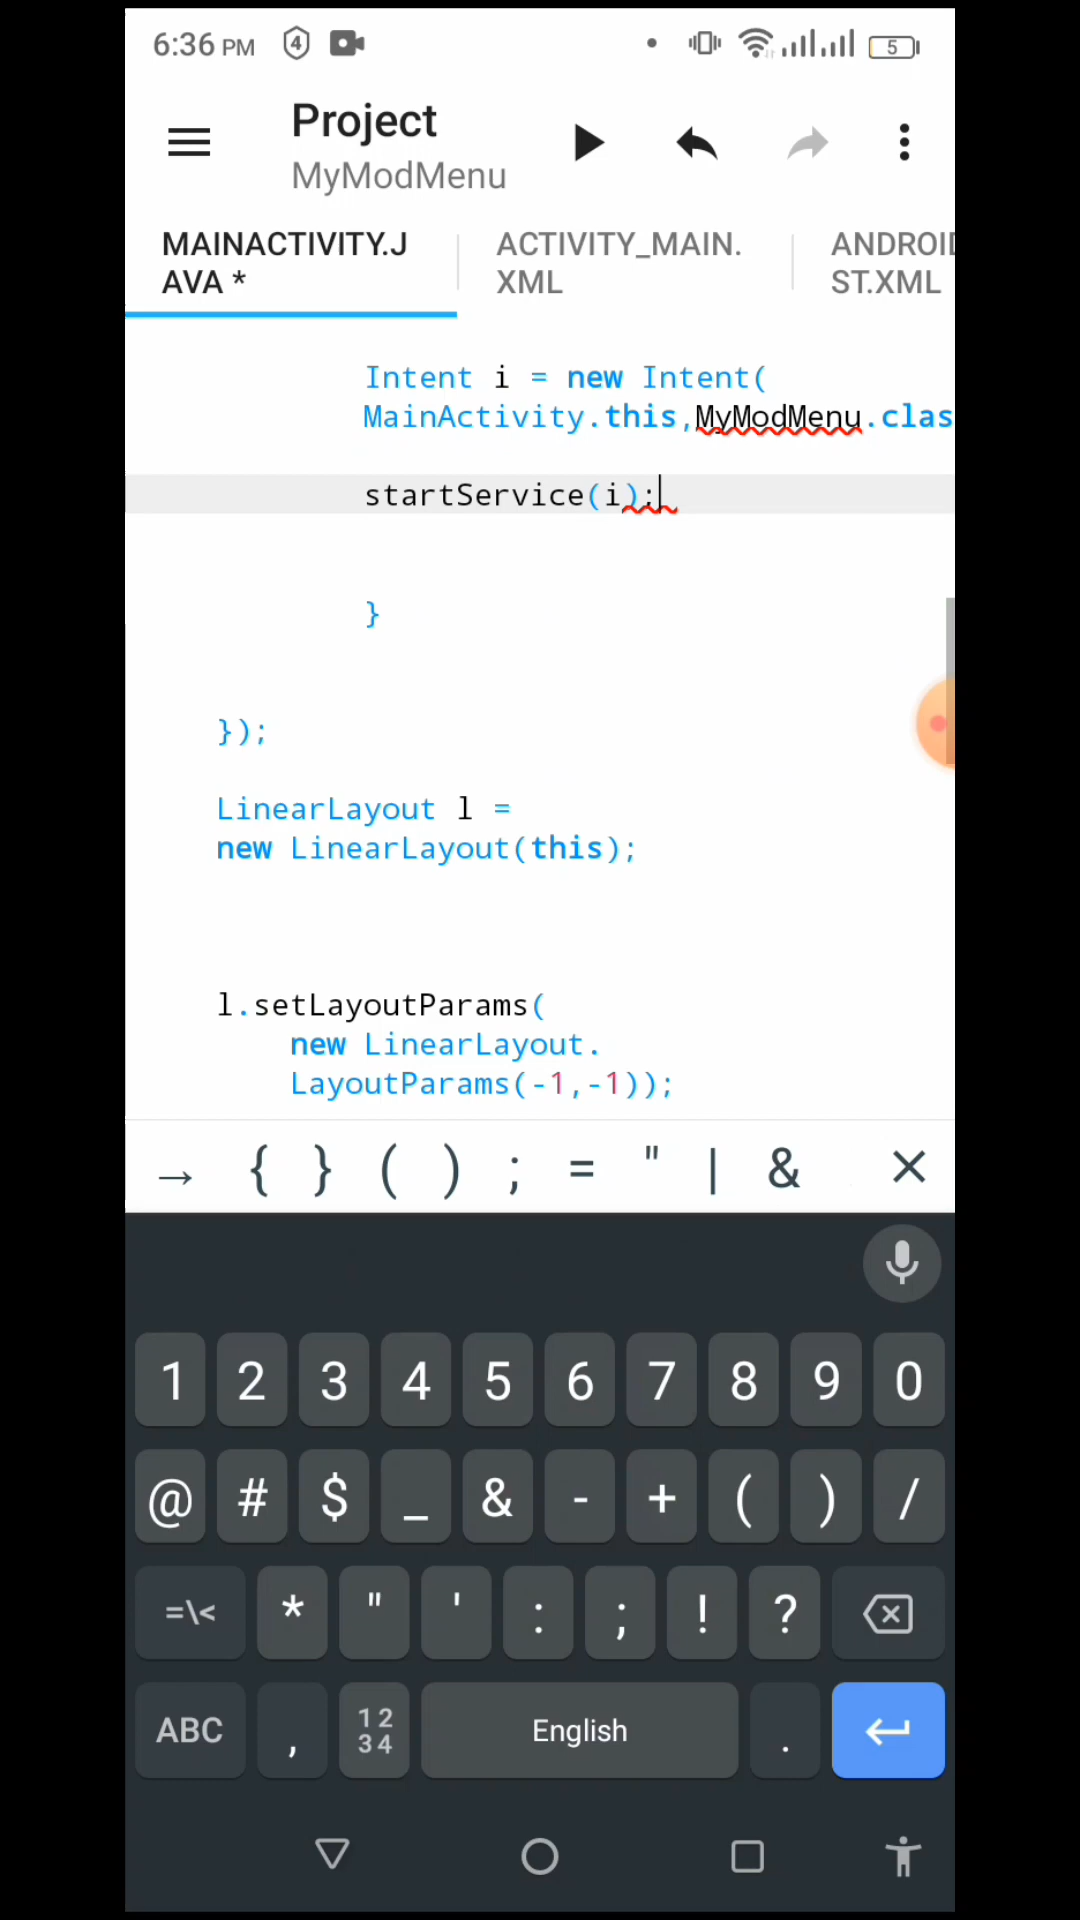 6:36 PM 4 5
Project
MyModMenu
MAINACTIVITY.J
AVA *
ACTIVITY_MAIN.
XML
ANDROID
ST.XML
Intent i = new Intent(
MainActivity.this,MyModMenu.clas
startService(i);
}
});
LinearLayout l =
new LinearLayout(this);
l.setLayoutParams(
new LinearLayout.
LayoutParams(-1,-1));
→ { } ( ) ; = " | &
1 2 3 4 5 6 7 8 9 0
@ # $ _ & - + ( ) /
=\< * " ' : ; ! ?
ABC , 12 34 English .